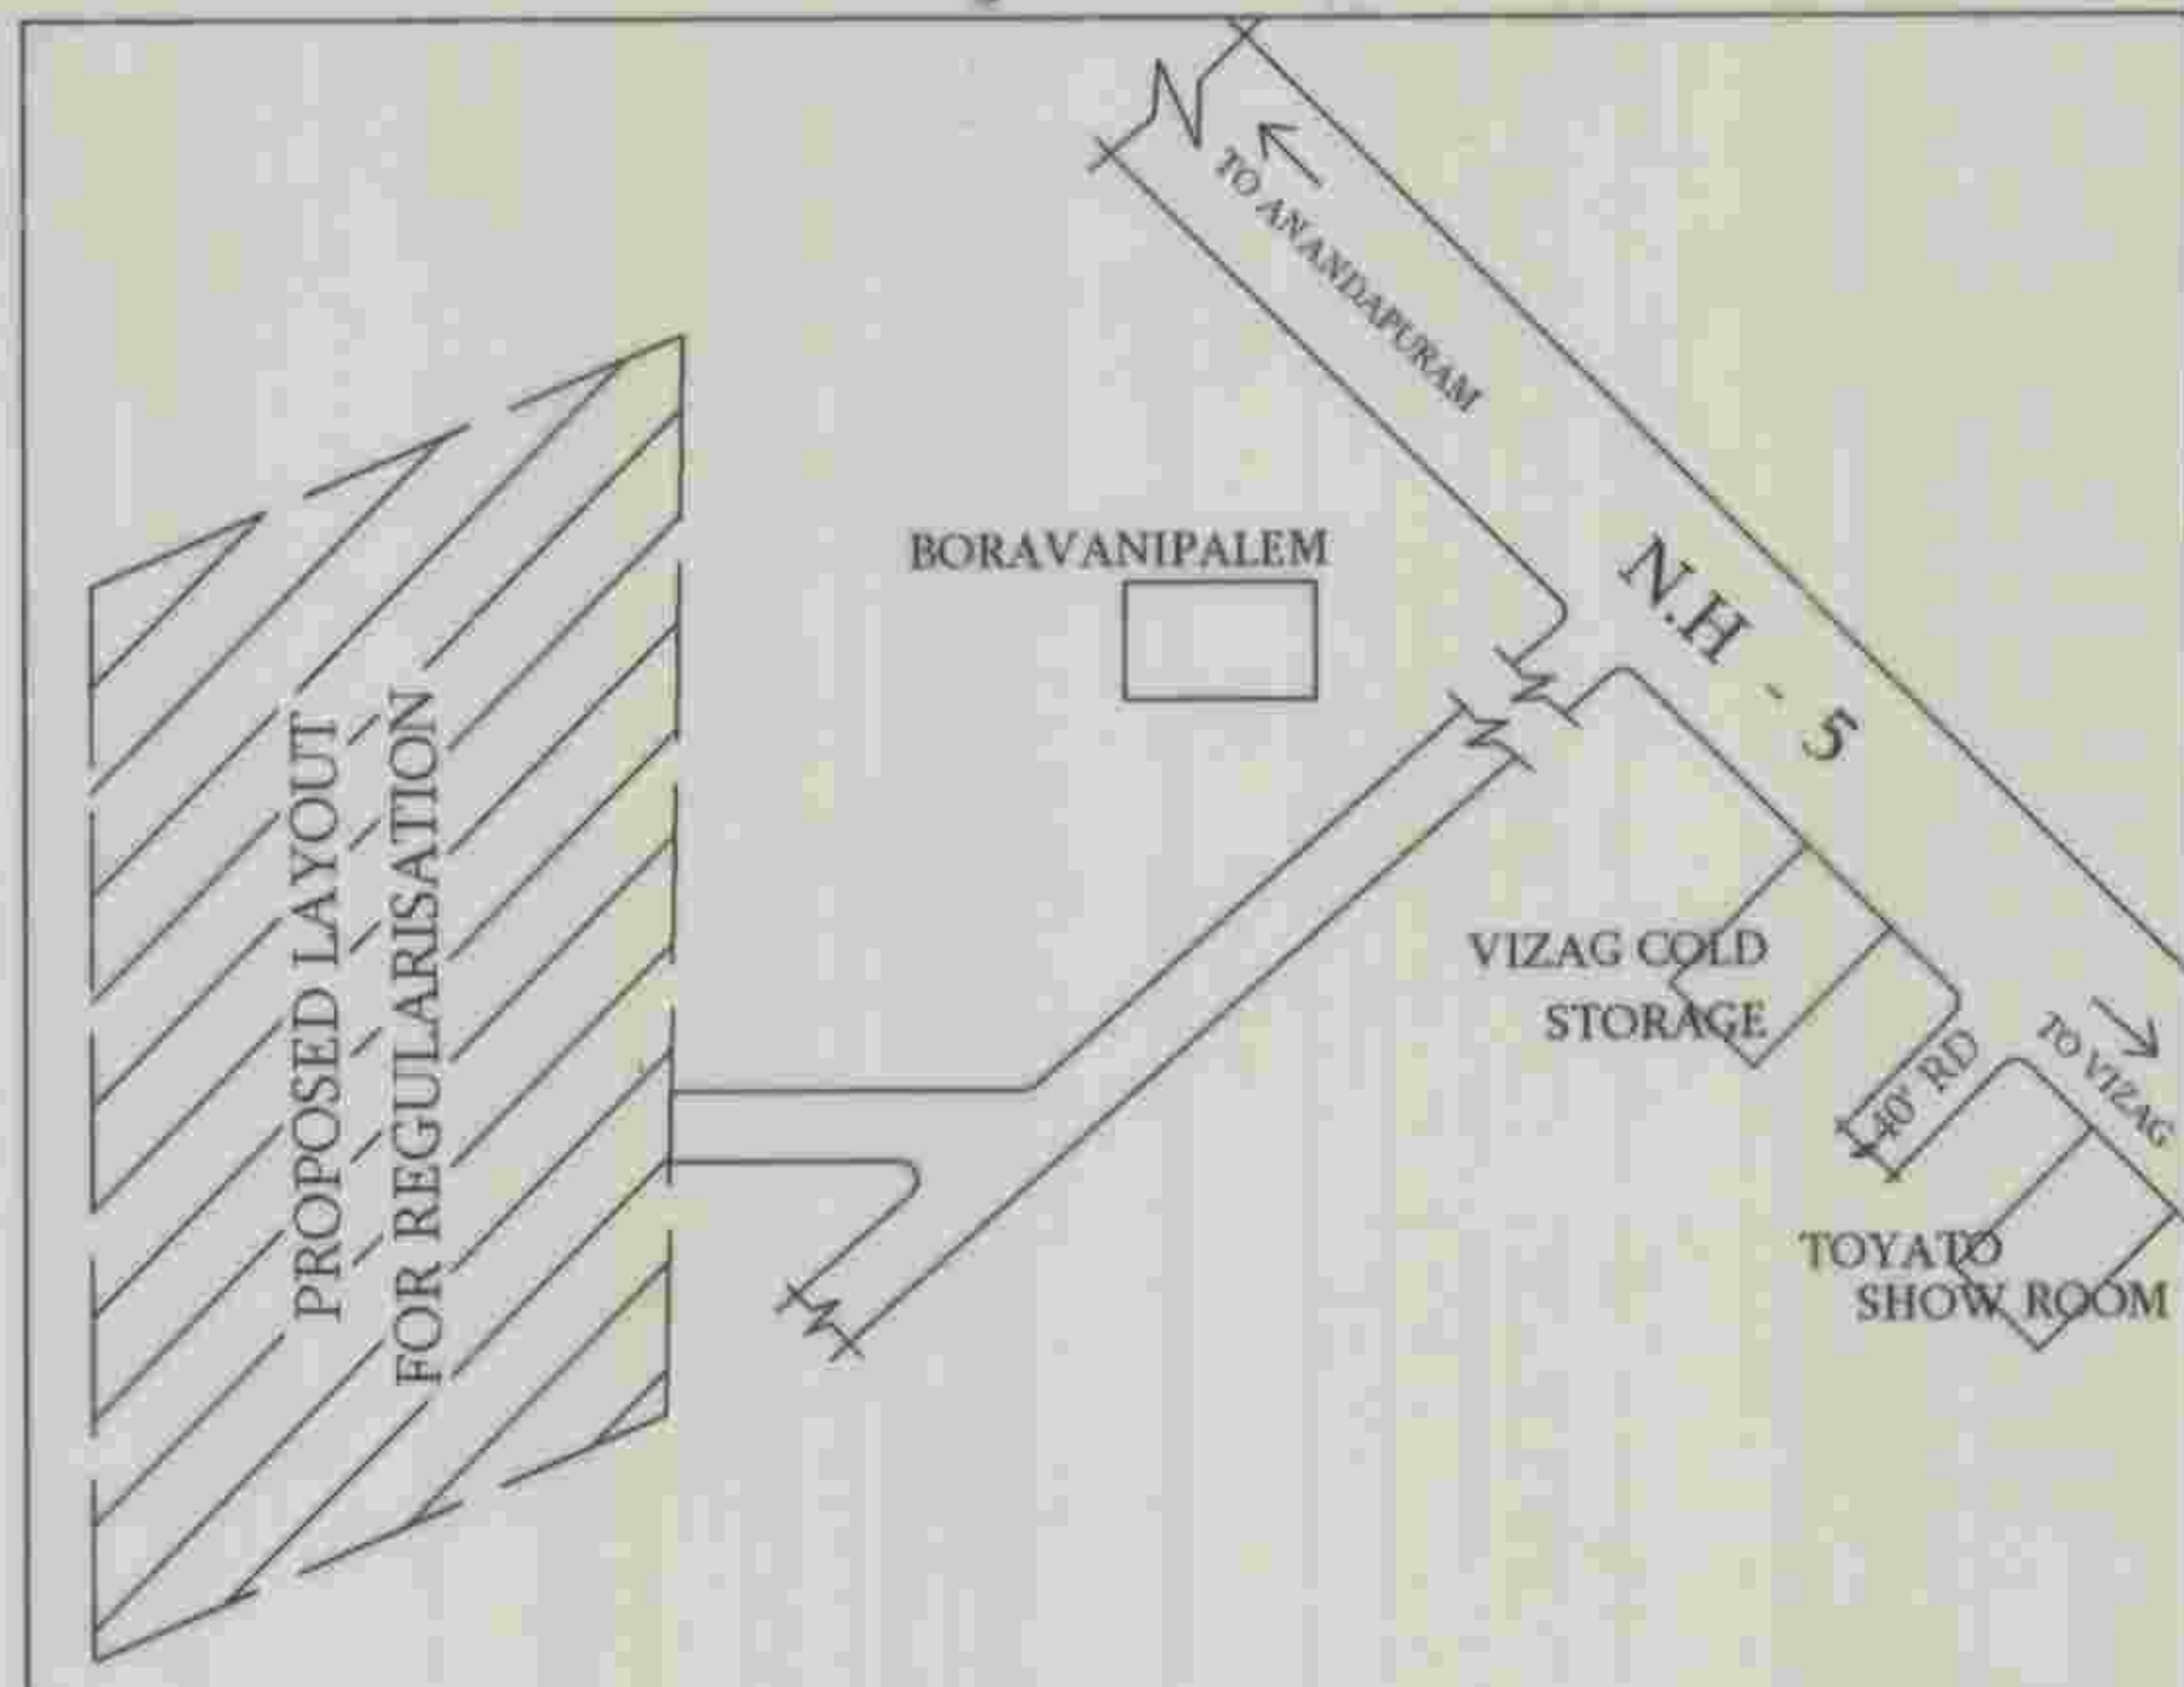 TO ANANDAPURAM
BORAVANIPALEM
N.H - 5
PROPOSED LAYOUT
FOR REGULARISATION
VIZAG COLD
STORAGE
40' RD
TO VIZAG
TOYATO
SHOW ROOM